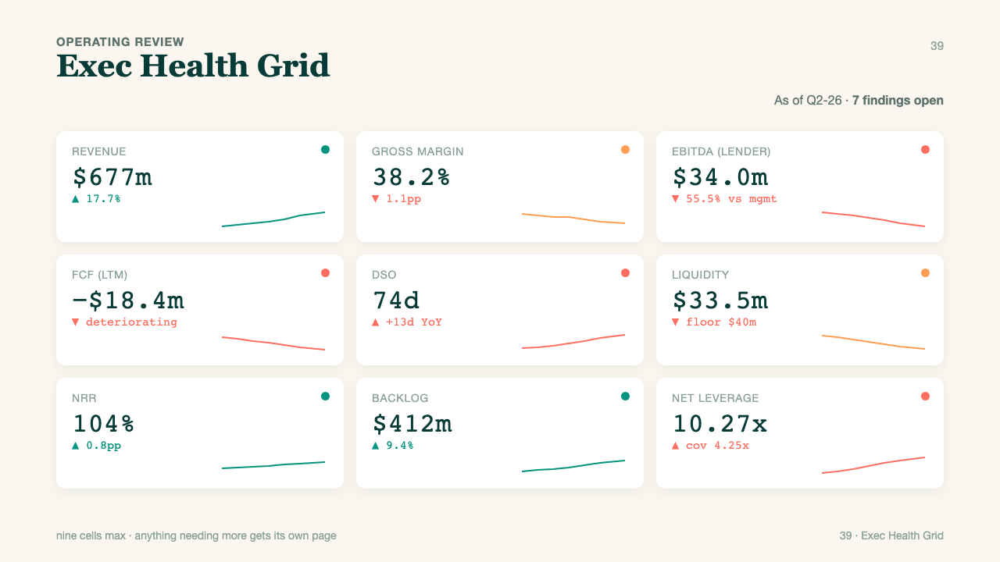 OPERATING REVIEW
Exec Health Grid
39
As of Q2-26 · 7 findings open
REVENUE
$677m
▲ 17.7%
GROSS MARGIN
38.2%
▼ 1.1pp
EBITDA (LENDER)
$34.0m
▼ 55.5% vs mgmt
FCF (LTM)
−$18.4m
▼ deteriorating
DSO
74d
▲ +13d YoY
LIQUIDITY
$33.5m
▼ floor $40m
NRR
104%
▲ 0.8pp
BACKLOG
$412m
▲ 9.4%
NET LEVERAGE
10.27x
▲ cov 4.25x
nine cells max · anything needing more gets its own page
39 · Exec Health Grid